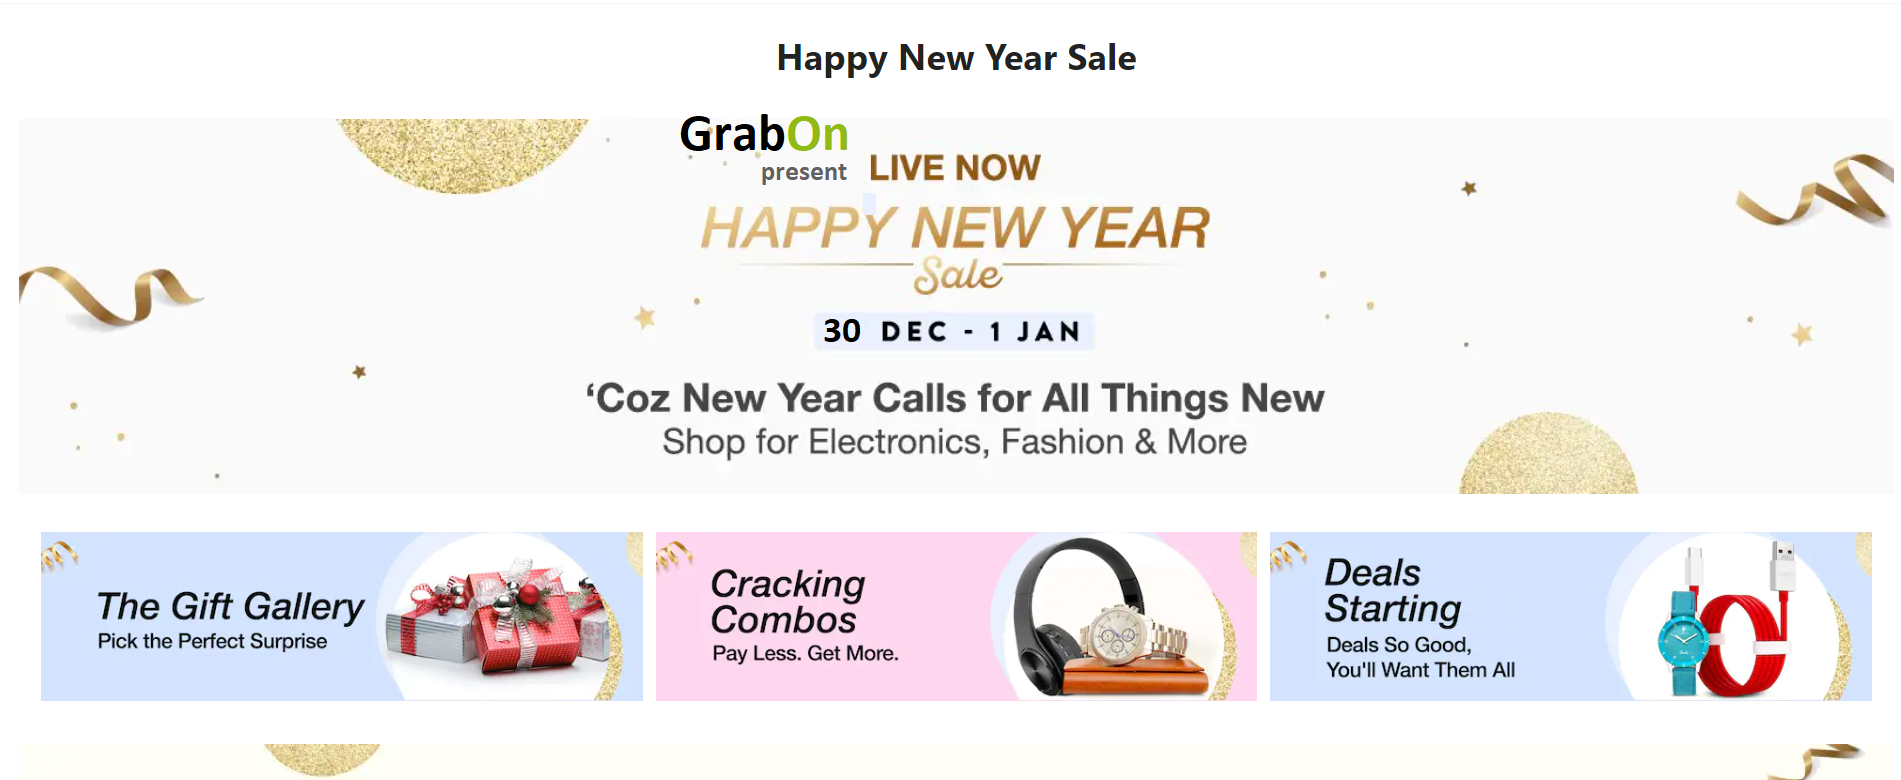 Happy New Year Sale
GrabOn
present
LIVE NOW
HAPPY NEW YEAR
Sale
30 DEC - 1 JAN
‘Coz New Year Calls for All Things New
Shop for Electronics, Fashion & More
The Gift Gallery
Pick the Perfect Surprise
Cracking
Combos
Pay Less. Get More.
Deals
Starting
Deals So Good,
You'll Want Them All